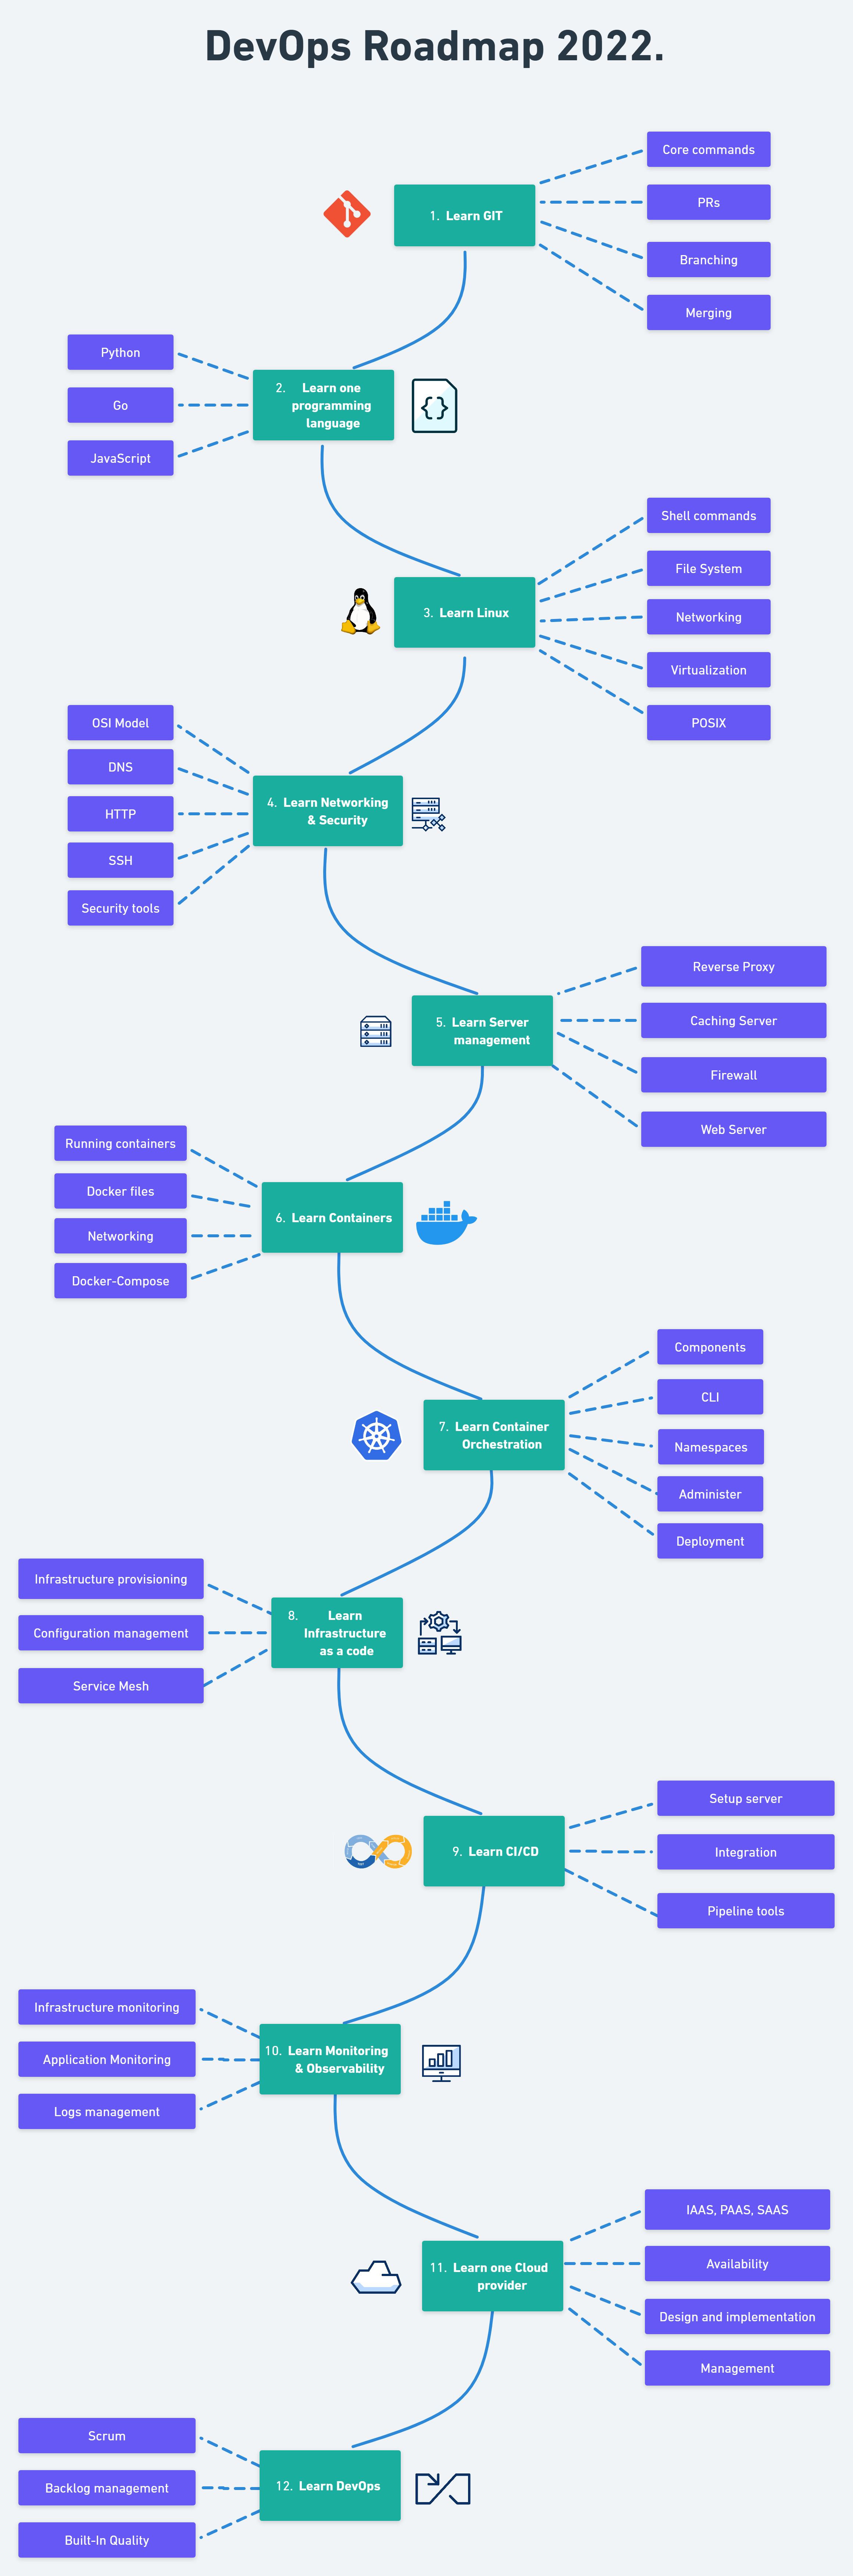 DevOps Roadmap 2022.
Core commands
1. Learn GIT
PRs
Branching
Merging
Python
2. Learn one
programming
language
Go
JavaScript
Shell commands
File System
3. Learn Linux
Networking
Virtualization
POSIX
OSI Model
DNS
4. Learn Networking
& Security
HTTP
SSH
Security tools
Reverse Proxy
5. Learn Server
management
Caching Server
Firewall
Web Server
Running containers
Docker files
6. Learn Containers
Networking
Docker-Compose
Components
CLI
7. Learn Container
Orchestration
Namespaces
Administer
Deployment
Infrastructure provisioning
8. Learn
Infrastructure
as a code
Configuration management
Service Mesh
Setup server
9. Learn CI/CD
Integration
Pipeline tools
Infrastructure monitoring
10. Learn Monitoring
& Observability
Application Monitoring
Logs management
IAAS, PAAS, SAAS
11. Learn one Cloud
provider
Availability
Design and implementation
Management
Scrum
12. Learn DevOps
Backlog management
Built-In Quality